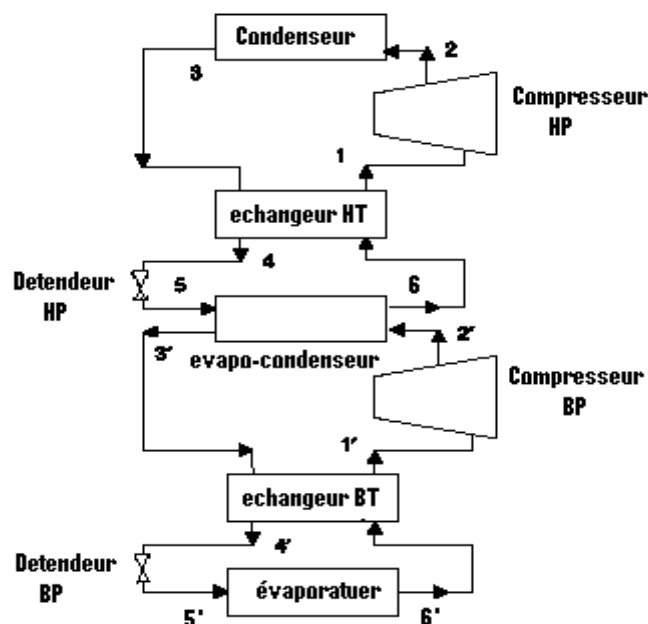 Condenseur
2
3
Compresseur
HP
1
echangeur HT
4
Detendeur
HP
5
6
2'
3'
evapo-condenseur
Compresseur
BP
1'
echangeur BT
4'
Detendeur
BP
évaporatuer
5'
6'